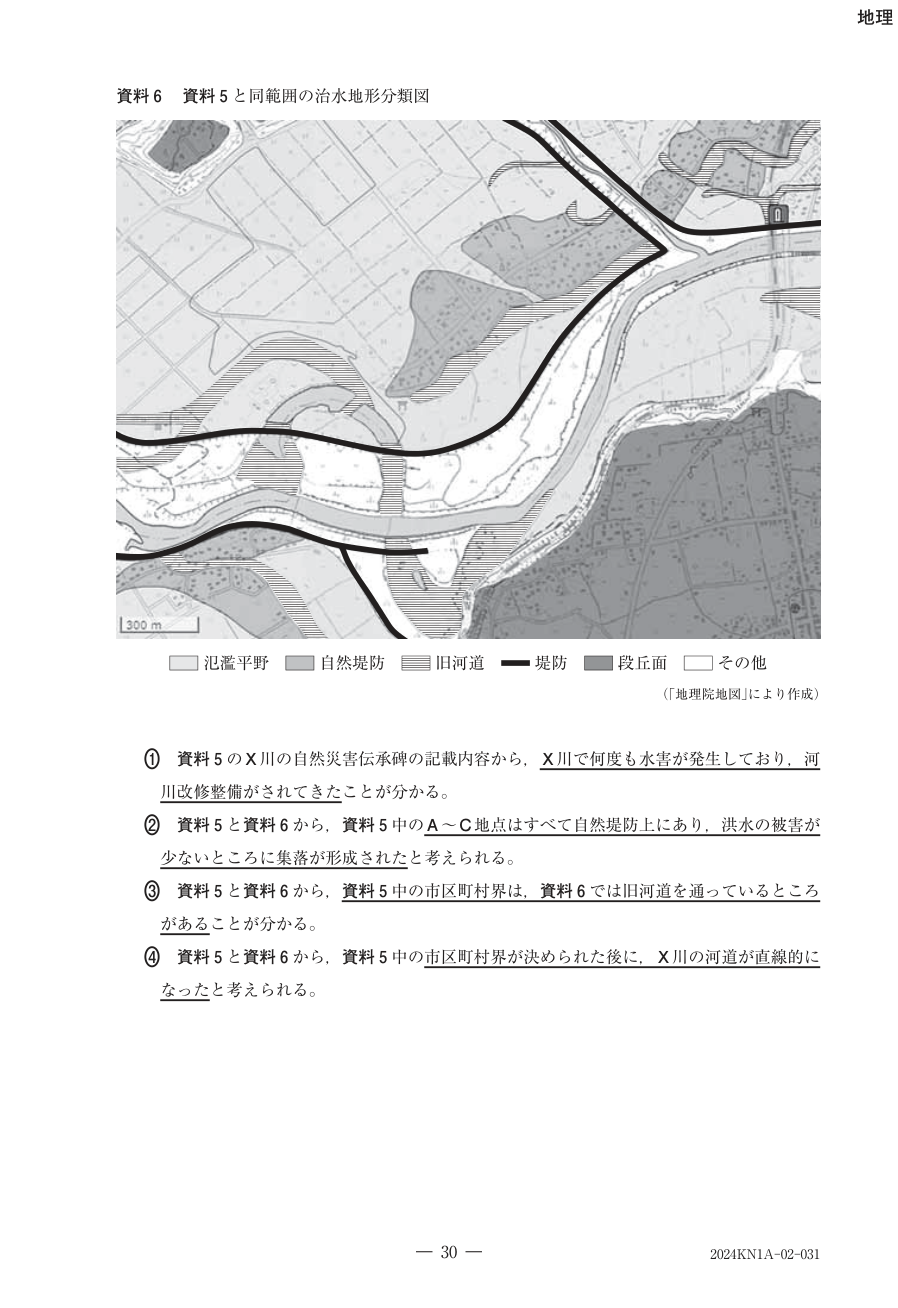 地理
資料6 資料5と同範囲の治水地形分類図
300 m
氾濫平野 自然堤防 旧河道 堤防 段丘面 その他
(「地理院地図」により作成)
① 資料5のX川の自然災害伝承碑の記載内容から，X川で何度も水害が発生しており，河
川改修整備がされてきたことが分かる。
② 資料5と資料6から，資料5中のA～C地点はすべて自然堤防上にあり，洪水の被害が
少ないところに集落が形成されたと考えられる。
③ 資料5と資料6から，資料5中の市区町村界は，資料6では旧河道を通っているところ
があることが分かる。
④ 資料5と資料6から，資料5中の市区町村界が決められた後に，X川の河道が直線的に
なったと考えられる。
― 30 ―
2024KN1A-02-031